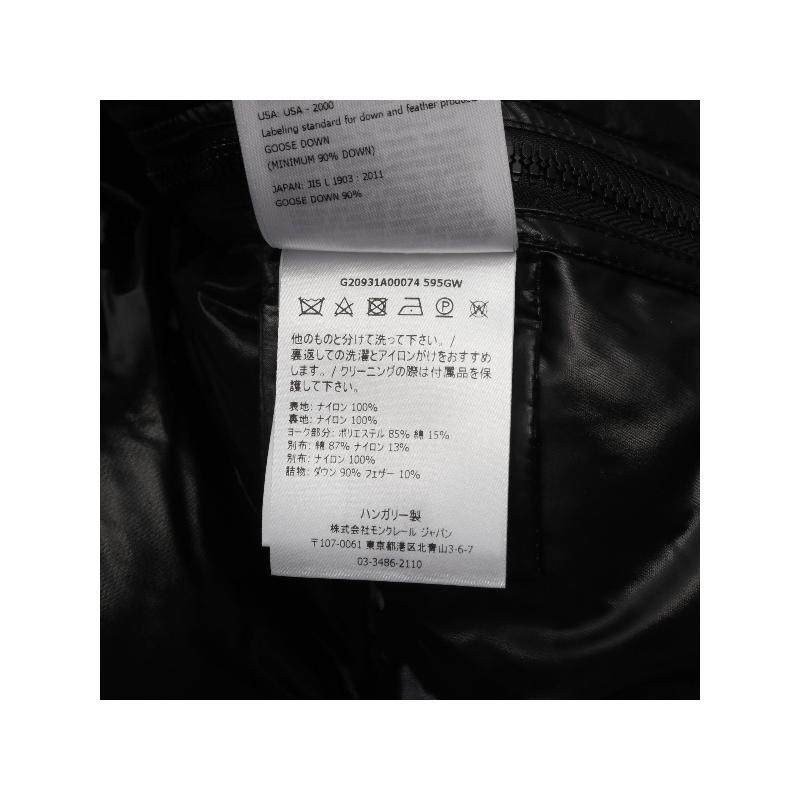 USA: USA - 2000
Labeling standard for down and feather products
GOOSE DOWN
(MINIMUM 90% DOWN)
JAPAN: JIS L 1903 : 2011
GOOSE DOWN 90%
G20931A00074 595GW
他のものと分けて洗って下さい。/
裏返しての洗濯とアイロンがけをおすすめ
します。/ クリーニングの際は付属品を保
護して下さい。
表地: ナイロン 100%
裏地: ナイロン 100%
ヨーク部分: ポリエステル 85% 綿 15%
別布: 綿 87% ナイロン 13%
別布: ナイロン 100%
詰物: ダウン 90% フェザー 10%
ハンガリー製
株式会社モンクレール ジャパン
〒107-0061 東京都港区北青山3-6-7
03-3486-2110